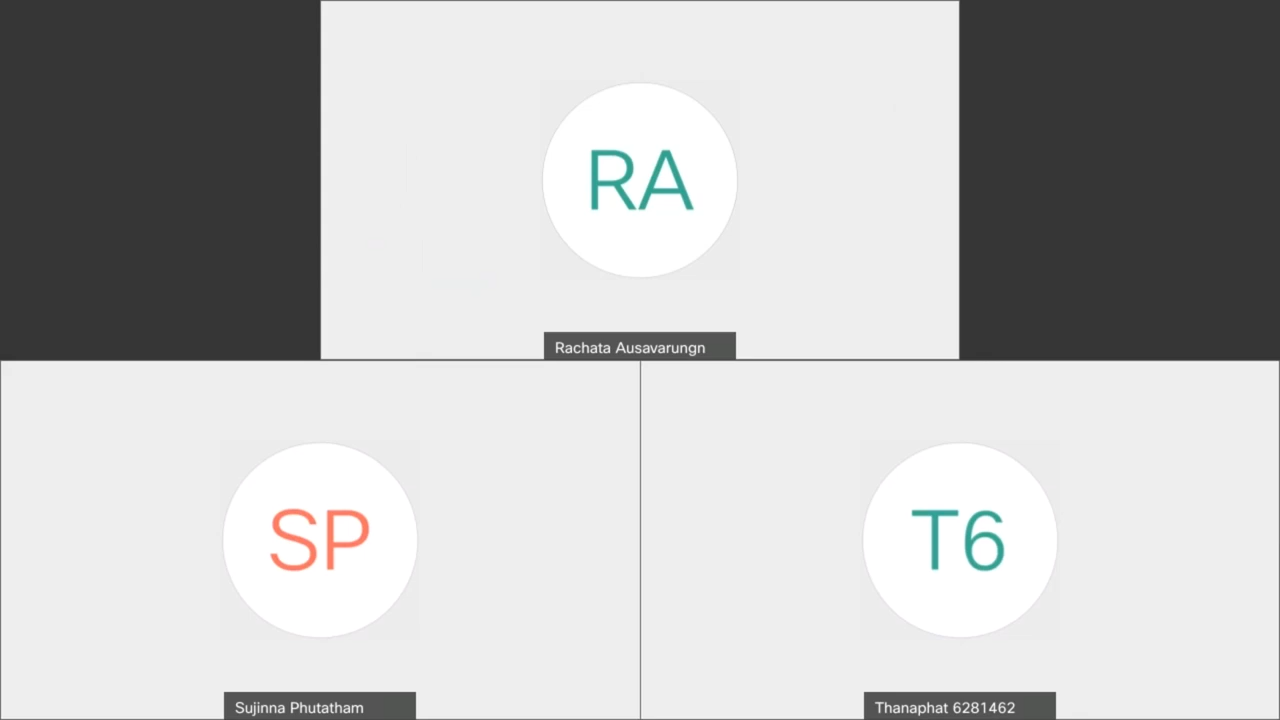 RA
Rachata Ausavarungn
SP
T6
Sujinna Phutatham
Thanaphat 6281462